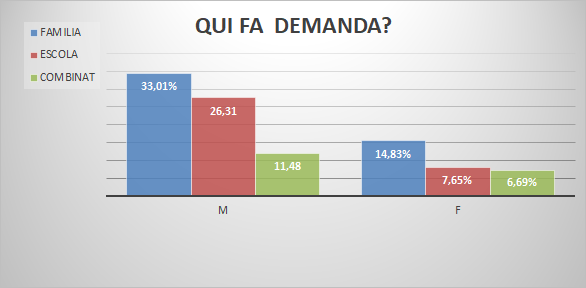 QUI FA DEMANDA?
FAMILIA
ESCOLA
COMBINAT
33,01%
26,31
11,48
14,83%
7,65%
6,69%
M
F